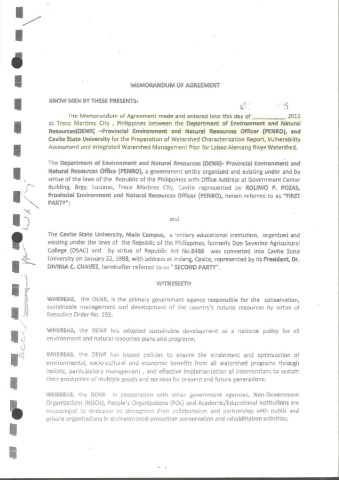 MEMORANDUM OF AGREEMENT
KNOW MEN BY THESE PRESENTS:
The Memorandum of Agreement made and entered into this day of __________, 2015
at Trece Martires City , Philippines between the Department of Environment and Natural
Resources(DENR) –Provincial Environment and Natural Resources Officer (PENRO), and
Cavite State University for the Preparation of Watershed Characterization Report, Vulnerability
Assessment and Integrated Watershed Management Plan for Labac-Alemang River Watershed.
The Department of Environment and Natural Resources (DENR)- Provincial Environment and
Natural Resources Office (PENRO), a government entity organized and existing under and by
virtue of the laws of the Republic of the Philippines with Office Address at Government Center
Building, Brgy. Luciano, Trece Martires City, Cavite represented by ROLINIO P. POZAS,
Provincial Environment and Natural Resources Officer (PENRO), herein referred to as "FIRST
PARTY";
and
The Cavite State University, Main Campus, a tertiary educational institution, organized and
existing under the laws of the Republic of the Philippines, formerly Don Severino Agricultural
College (DSAC) and by virtue of Republic Act No.8468 was converted into Cavite State
University on January 22, 1998, with address at Indang, Cavite, represented by its President, Dr.
DIVINIA C. CHAVEZ, hereinafter referred to as " SECOND PARTY".
WITNESSETH
WHEREAS, the DENR, is the primary government agency responsible for the conservation,
sustainable management and development of the country's natural resources by virtue of
Executive Order No. 192;
WHEREAS, the DENR has adopted sustainable development as a national policy for all
environment and natural resources plans and programs;
WHEREAS, the DENR has issued policies to ensure the attainment and optimization of
environmental, socio-cultural and economic benefits from all watershed programs through
holistic, participatory management , and effective implementation of interventions to sustain
their production of multiple goods and services for present and future generations;
WHEREAS, the DENR in cooperation with other government agencies, Non-Government
Organizations (NGOs), People's Organizations (POs) and Academic/Educational Institutions are
encouraged to endeavor to strengthen their collaboration and partnership with public and
private organizations in environmental protection conservation and rehabilitation activities;